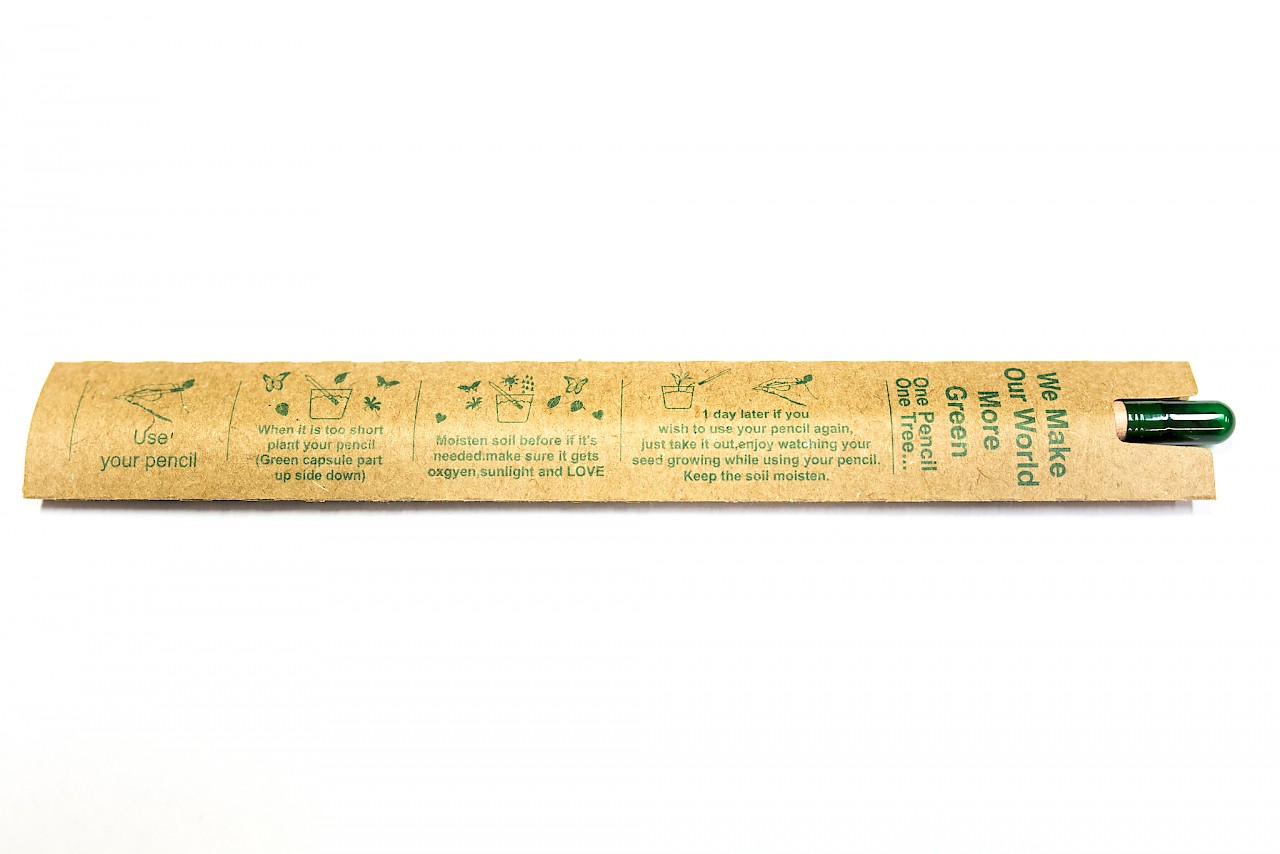 Use
your pencil
When it is too short
plant your pencil
(Green capsule part
up side down)
Moisten soil before if it's
needed.make sure it gets
oxgyen,sunlight and LOVE
1 day later if you
wish to use your pencil again,
just take it out,enjoy watching your
seed growing while using your pencil.
Keep the soil moisten.
We Make
Our World
More
Green
One Pencil
One Tree...